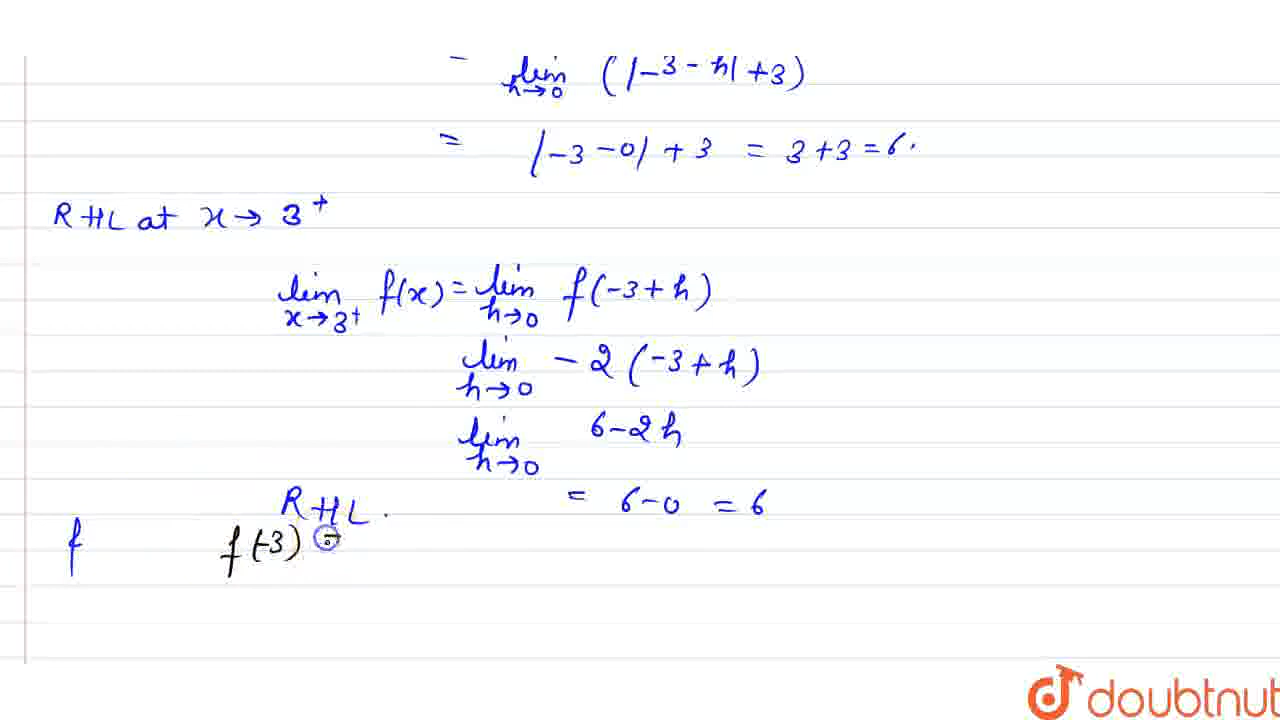 = lim h→0 (|-3-h|+3)
= |-3-0| + 3 = 3+3 = 6.
RHL at x → 3⁺
lim x→3⁺ f(x) = lim h→0 f(-3+h)
lim h→0 -2(-3+h)
lim h→0 6-2h
= 6-0 = 6
RHL.
f f(-3) =
doubtnut